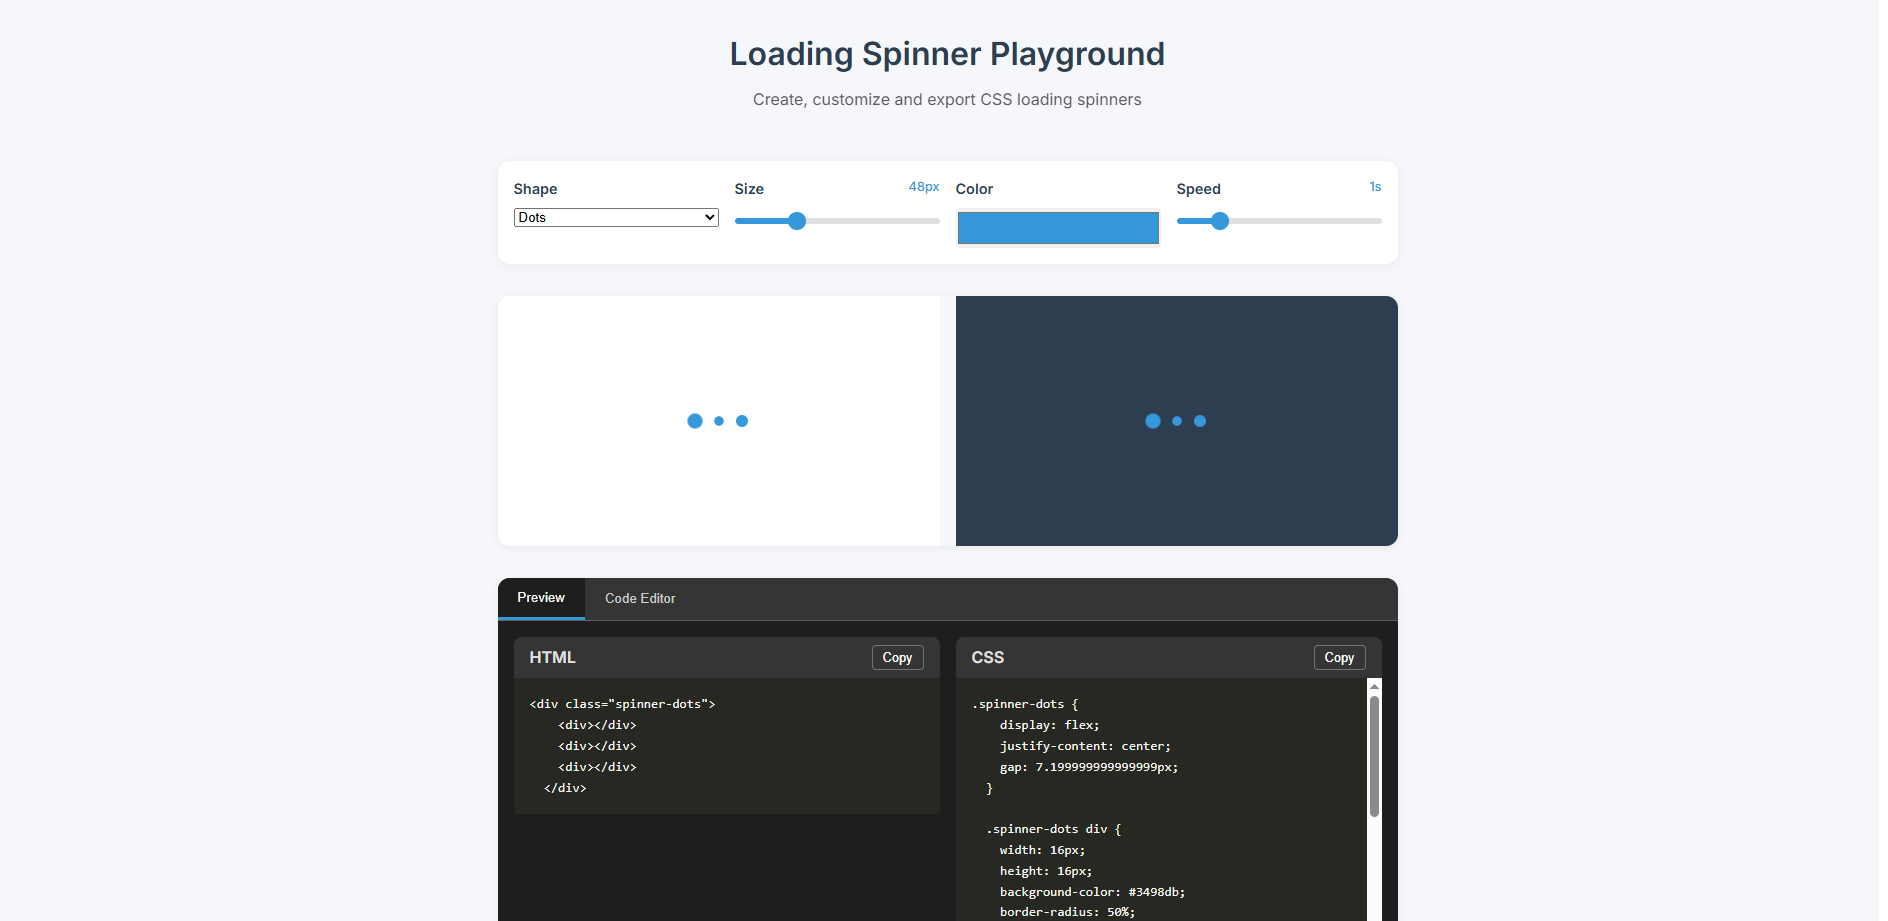 Loading Spinner Playground
Create, customize and export CSS loading spinners
Shape
Dots
Size
48px
Color
Speed
1s
Preview
Code Editor
HTML
Copy
<div class="spinner-dots">
    <div></div>
    <div></div>
    <div></div>
  </div>
CSS
Copy
.spinner-dots {
    display: flex;
    justify-content: center;
    gap: 7.199999999999999px;
  }
  .spinner-dots div {
    width: 16px;
    height: 16px;
    background-color: #3498db;
    border-radius: 50%;